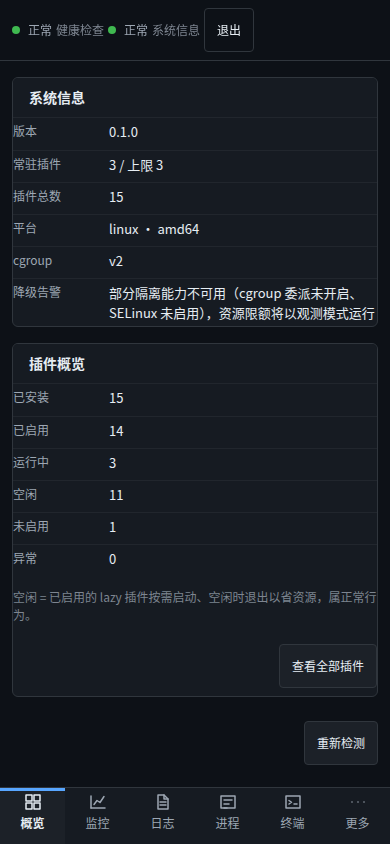 正常 健康检查 正常 系统信息 退出
系统信息
版本 0.1.0
常驻插件 3 / 上限 3
插件总数 15
平台 linux · amd64
cgroup v2
降级告警 部分隔离能力不可用（cgroup 委派未开启、
SELinux 未启用），资源限额将以观测模式运行
插件概览
已安装 15
已启用 14
运行中 3
空闲 11
未启用 1
异常 0
空闲 = 已启用的 lazy 插件按需启动、空闲时退出以省资源，属正常行
为。
查看全部插件
重新检测
概览 监控 日志 进程 终端 更多